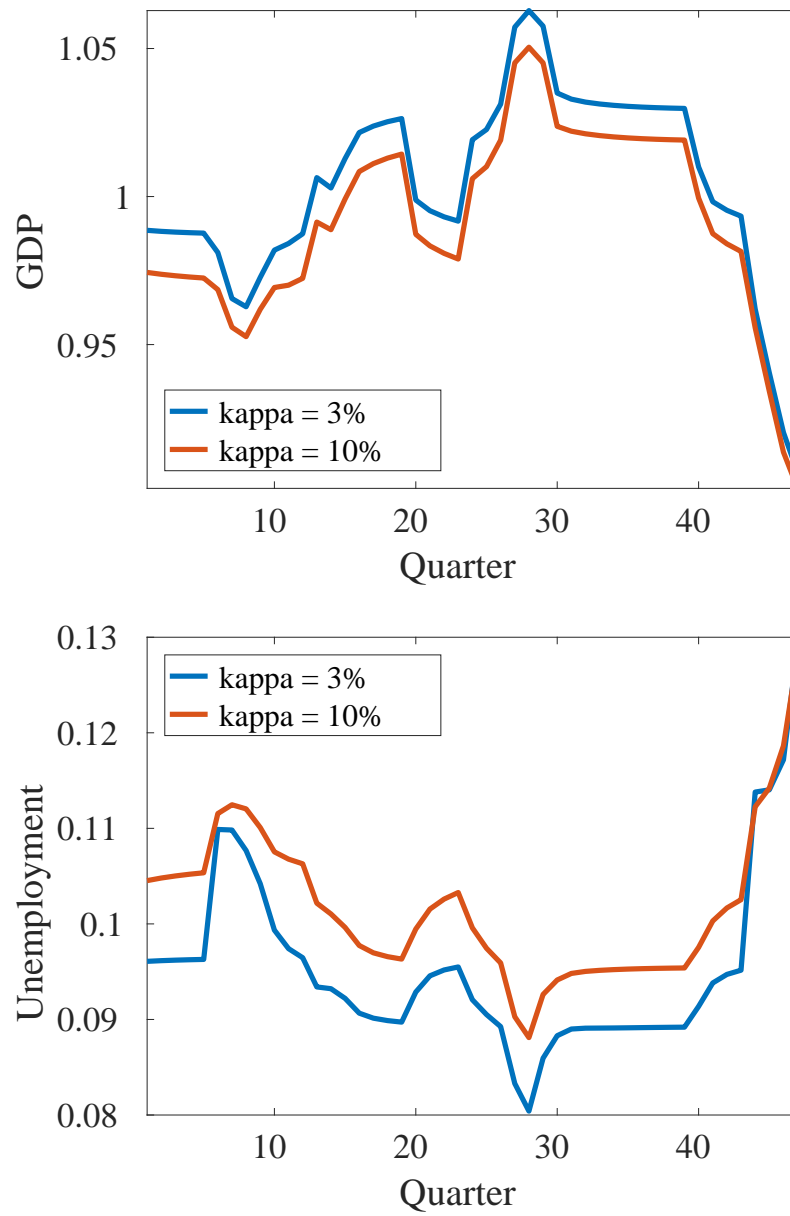 1.05
1
0.95
GDP
kappa = 3%
kappa = 10%
10 20 30 40
Quarter
0.13
0.12
0.11
0.1
0.09
0.08
Unemployment
kappa = 3%
kappa = 10%
10 20 30 40
Quarter